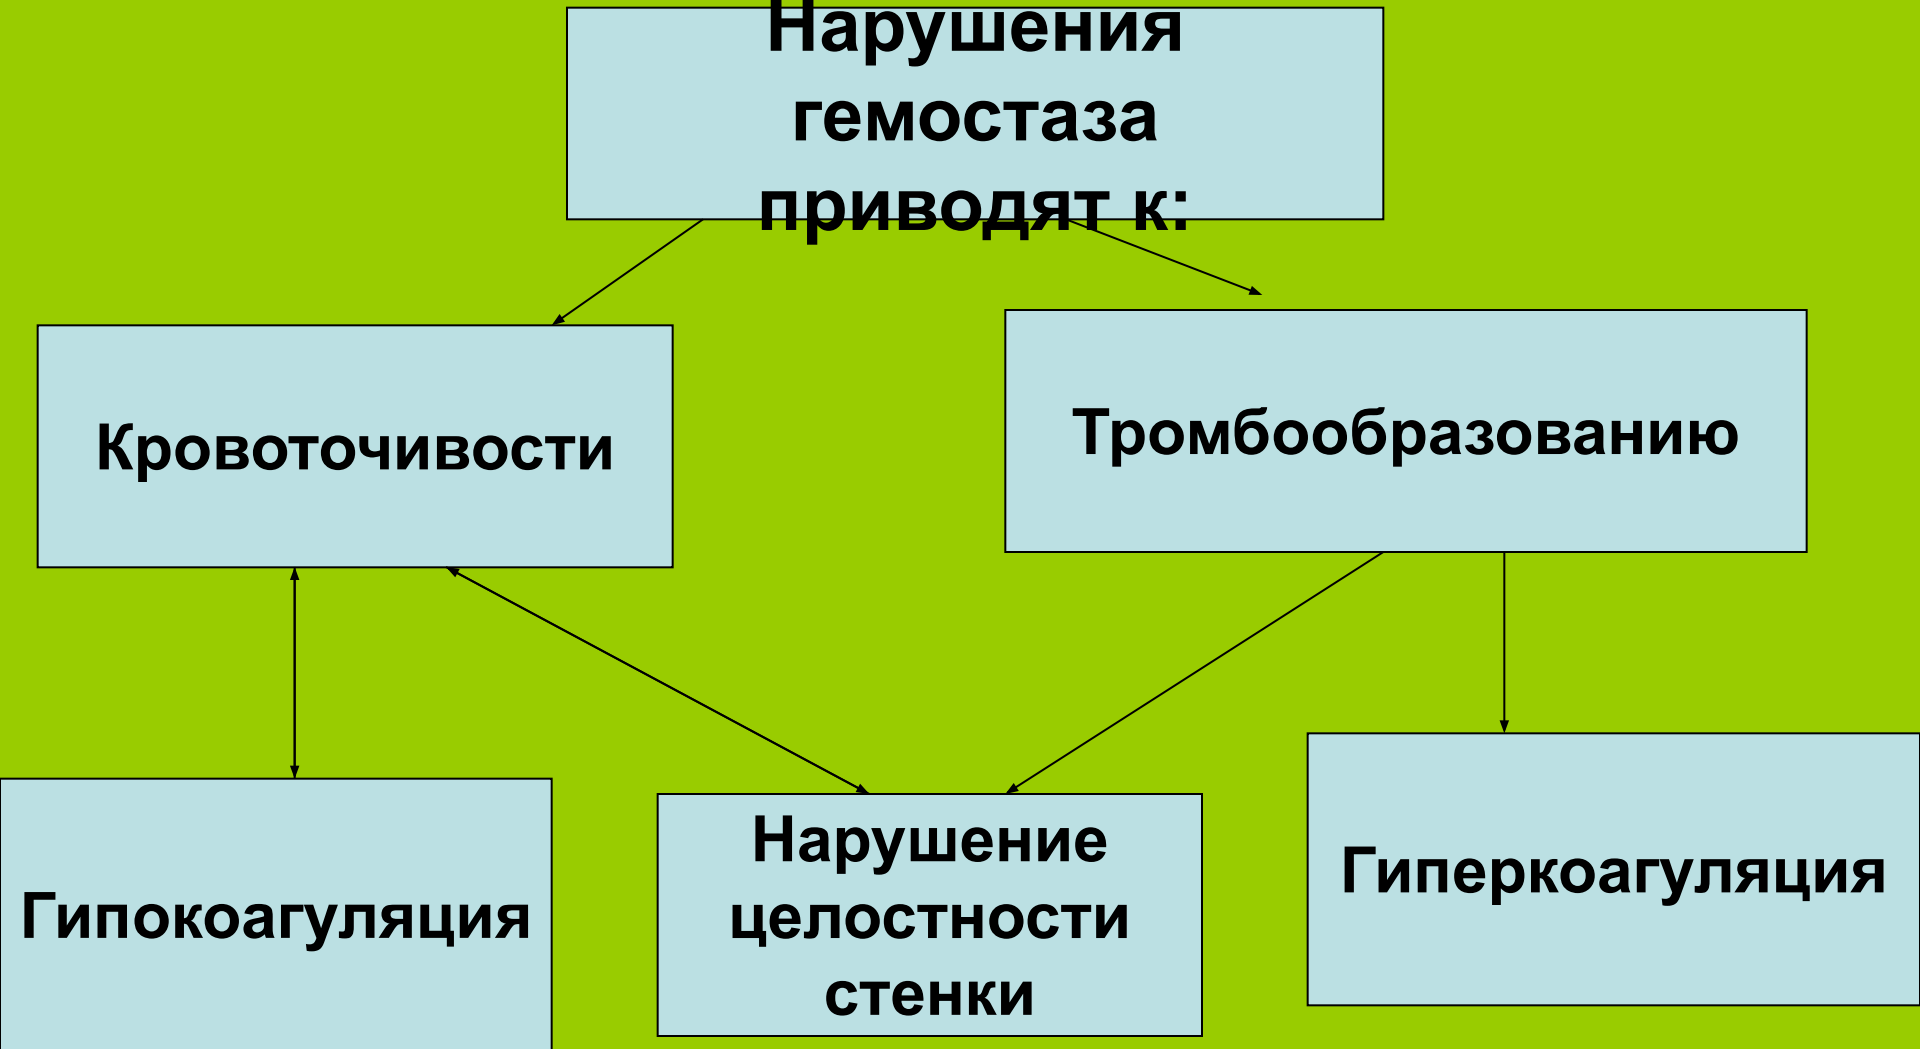 Нарушения
гемостаза
приводят к:
Кровоточивости
Тромбообразованию
Гипокоагуляция
Нарушение
целостности
стенки
Гиперкоагуляция